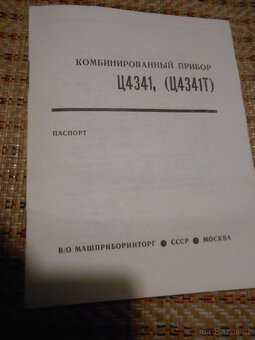 КОМБИНИРОВАННЫЙ ПРИБОР
Ц4341, (Ц4341Т)
ПАСПОРТ
В/О МАШПРИБОРИНТОРГ ● СССР ● МОСКВА